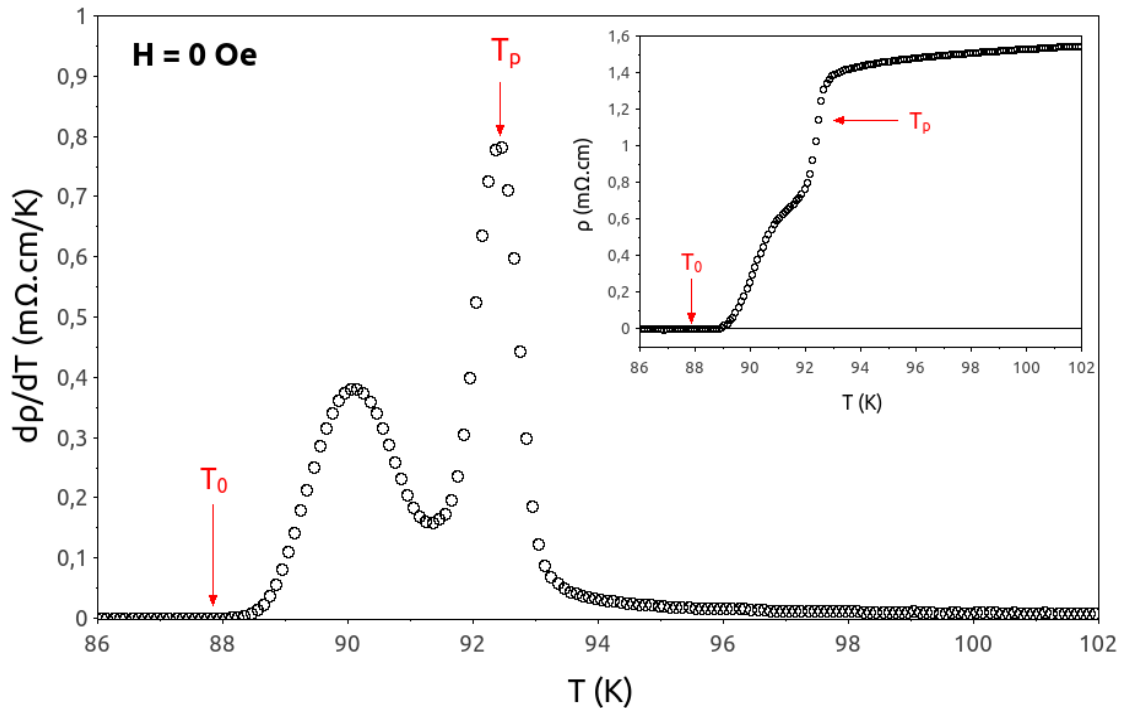 H = 0 Oe
dρ/dT (mΩ.cm/K)
1
0,9
0,8
0,7
0,6
0,5
0,4
0,3
0,2
0,1
0
T₀
Tₚ
86 88 90 92 94 96 98 100 102
T (K)
ρ (mΩ.cm)
1,6
1,4
1,2
1
0,8
0,6
0,4
0,2
0
T₀
Tₚ
86 88 90 92 94 96 98 100 102
T (K)